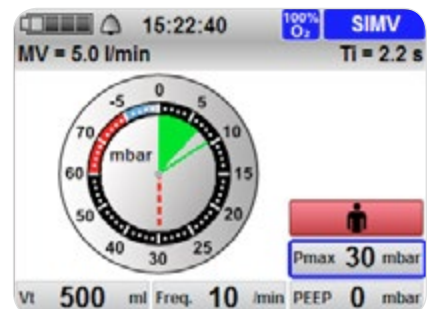 15:22:40 100% O₂ SIMV
MV = 5.0 l/min Ti = 2.2 s
-5 0 5 10 15 20 25 30 40 50 60 70
mbar
Pmax 30 mbar
Vt 500 ml Freq. 10 /min PEEP 0 mbar